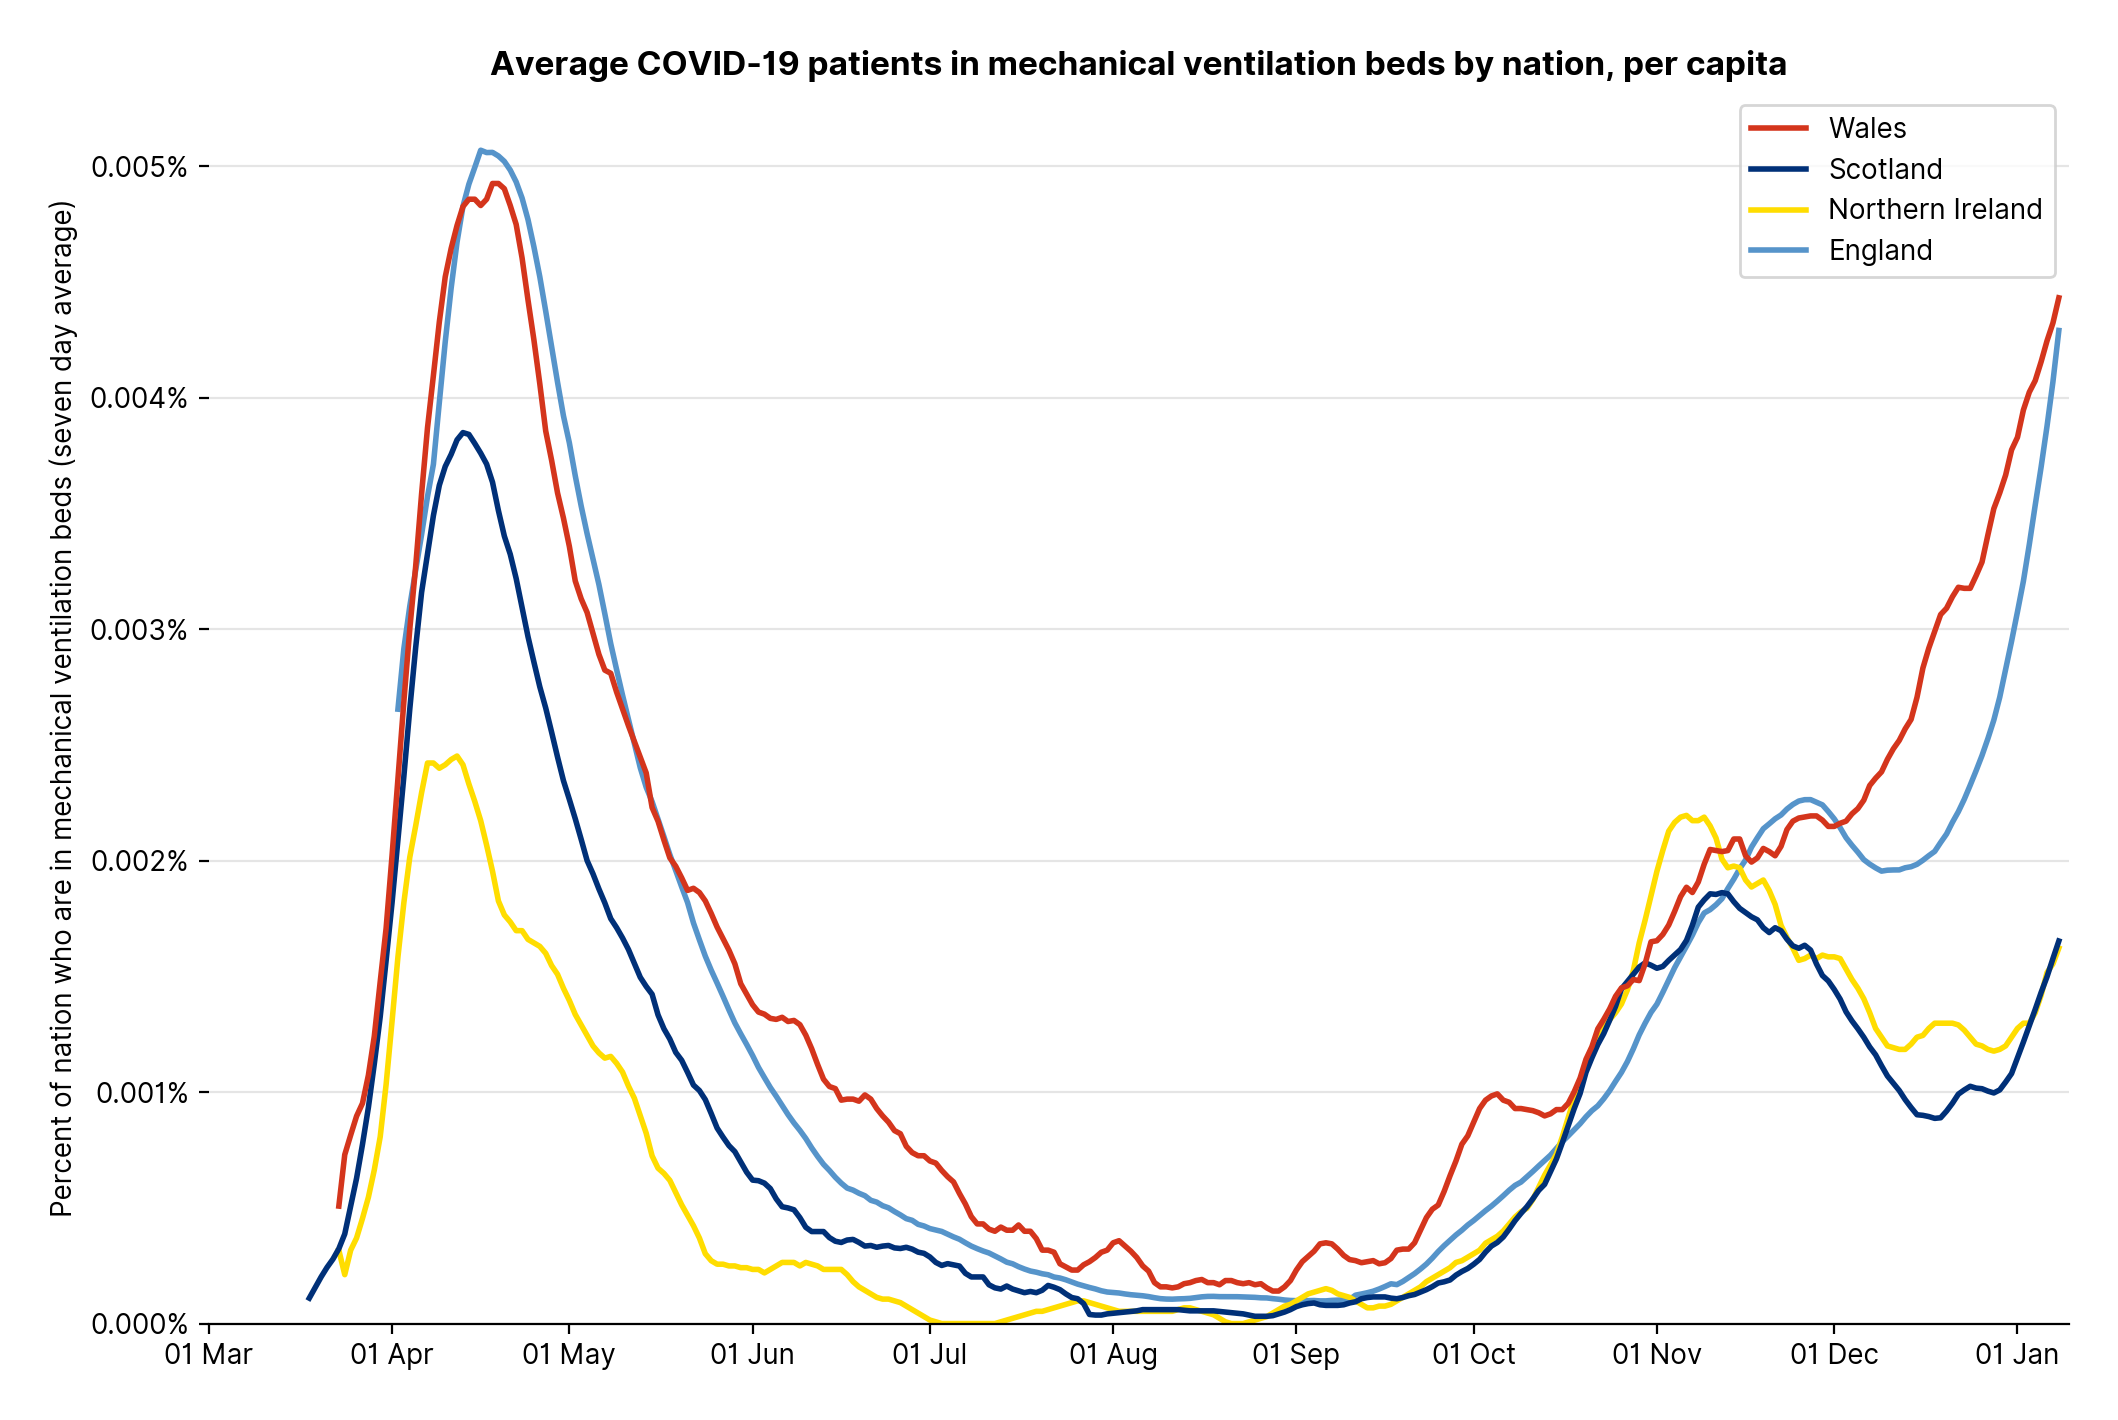 Average COVID-19 patients in mechanical ventilation beds by nation, per capita
Wales
Scotland
Northern Ireland
England
Percent of nation who are in mechanical ventilation beds (seven day average)
0.005%
0.004%
0.003%
0.002%
0.001%
0.000%
01 Mar
01 Apr
01 May
01 Jun
01 Jul
01 Aug
01 Sep
01 Oct
01 Nov
01 Dec
01 Jan